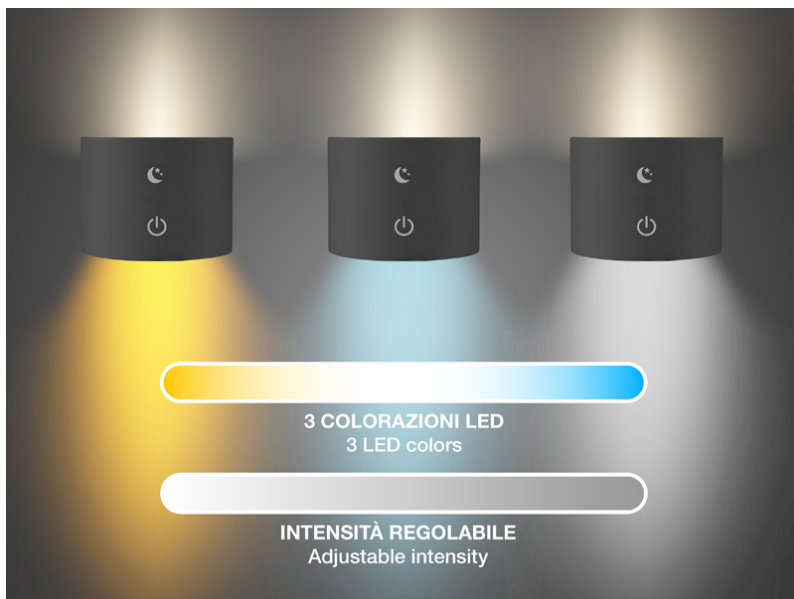 3 COLORAZIONI LED
3 LED colors
INTENSITÀ REGOLABILE
Adjustable intensity